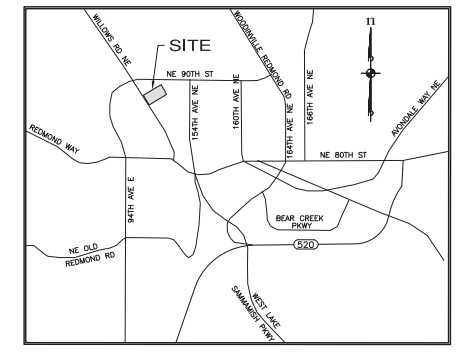 WILLOWS RD NE
SITE
WOODINVILLE
REDMOND RD
n
NE 90TH ST
154TH AVE NE
160TH AVE NE
164TH AVE NE
166TH AVE NE
AVONDALE WAY NE
REDMOND WAY
NE 80TH ST
94TH AVE E
BEAR CREEK
PKWY
520
NE OLD
REDMOND RD
WEST LAKE
SAMMAMISH PKWY